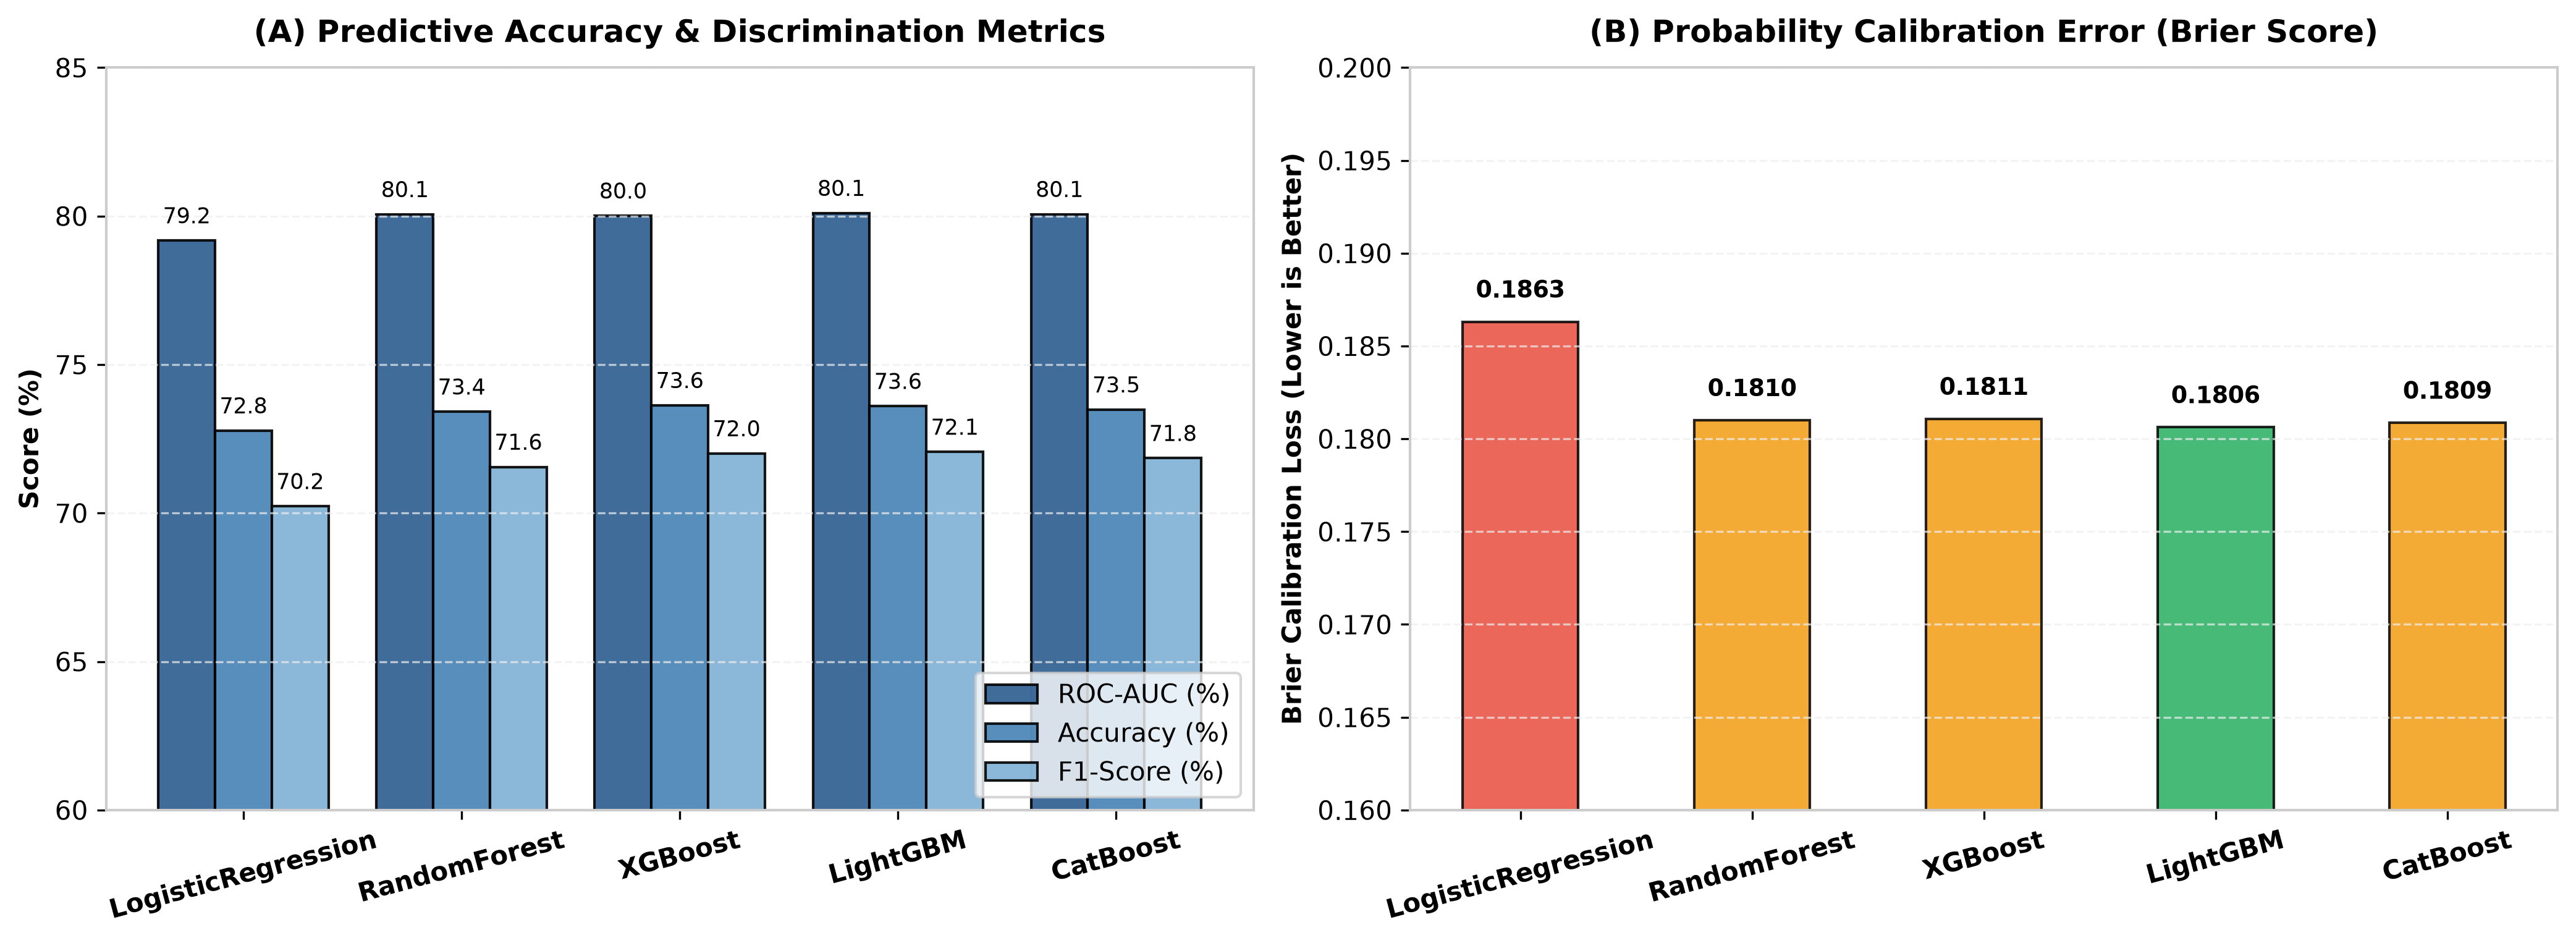 (A) Predictive Accuracy & Discrimination Metrics
Score (%)
85
80
75
70
65
60
79.2
72.8
70.2
80.1
73.4
71.6
80.0
73.6
72.0
80.1
73.6
72.1
80.1
73.5
71.8
ROC-AUC (%)
Accuracy (%)
F1-Score (%)
LogisticRegression
RandomForest
XGBoost
LightGBM
CatBoost
(B) Probability Calibration Error (Brier Score)
Brier Calibration Loss (Lower is Better)
0.200
0.195
0.190
0.185
0.180
0.175
0.170
0.165
0.160
0.1863
0.1810
0.1811
0.1806
0.1809
LogisticRegression
RandomForest
XGBoost
LightGBM
CatBoost